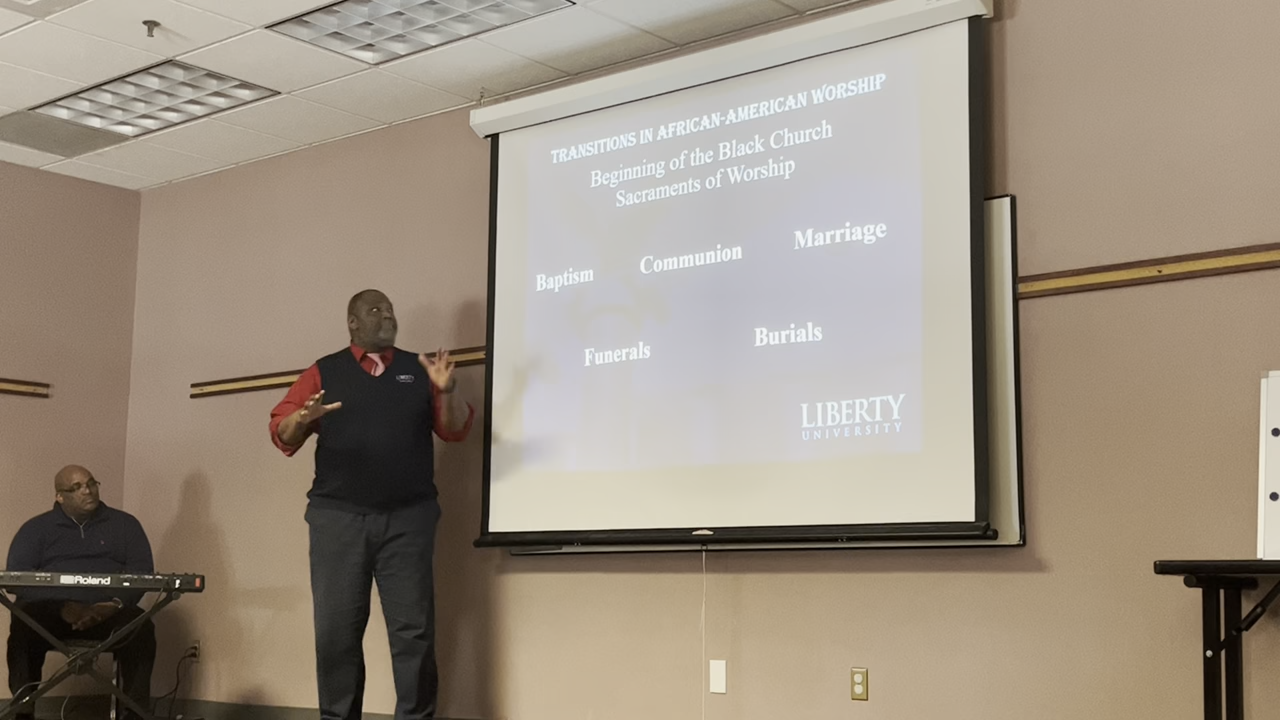 TRANSITIONS IN AFRICAN-AMERICAN WORSHIP
Beginning of the Black Church
Sacraments of Worship
Baptism
Communion
Marriage
Funerals
Burials
LIBERTY
UNIVERSITY
LIBERTY
Roland